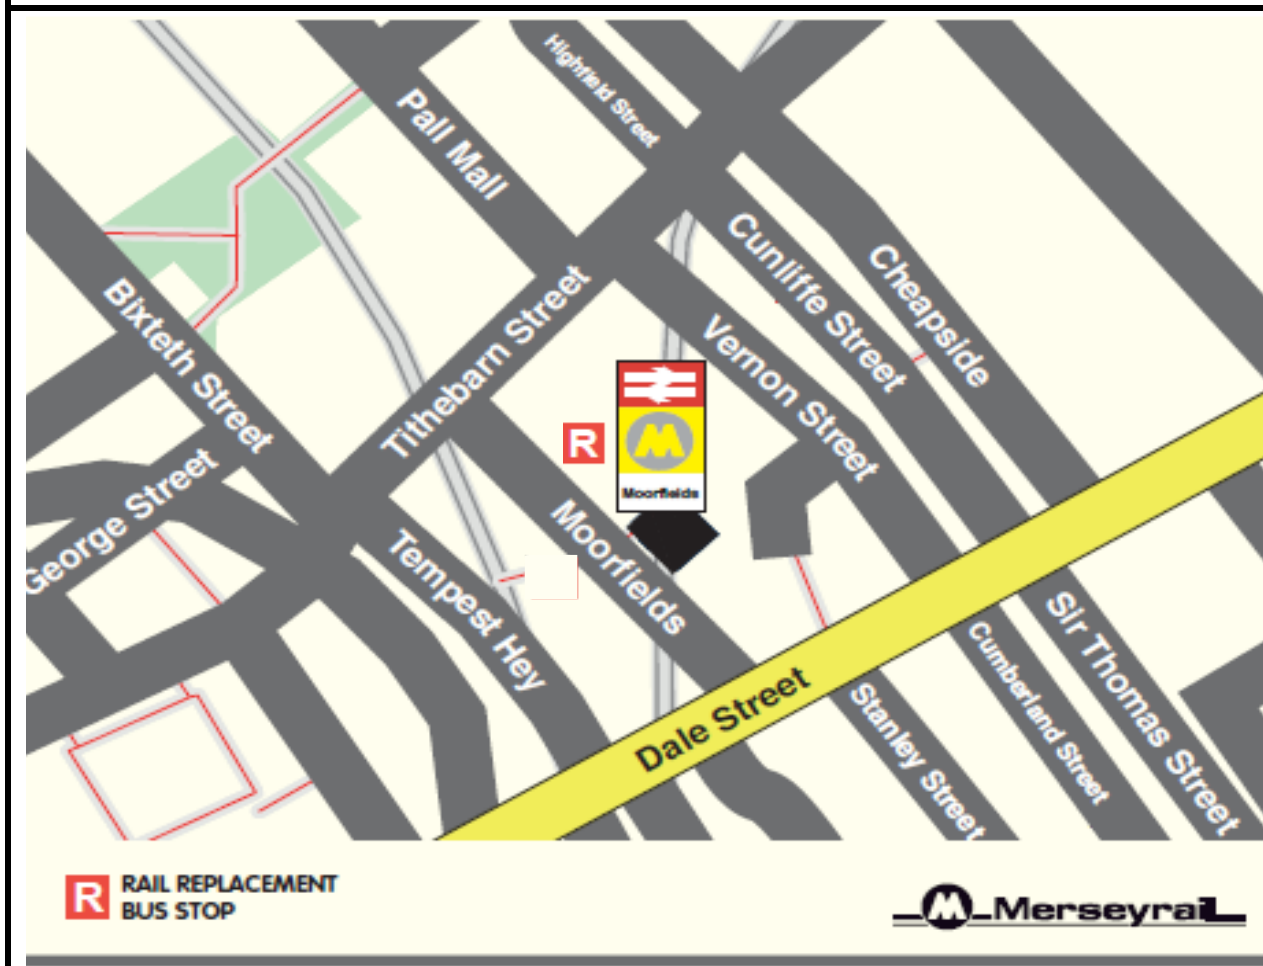 Highfield Street
Pall Mall
Cunliffe Street
Cheapside
Bixteth Street
Tithebarn Street
Vernon Street
R
M
Moorfields
George Street
Moorfields
Tempest Hey
Dale Street
Stanley Street
Cumberland Street
Sir Thomas Street
R RAIL REPLACEMENT
BUS STOP
M Merseyrail